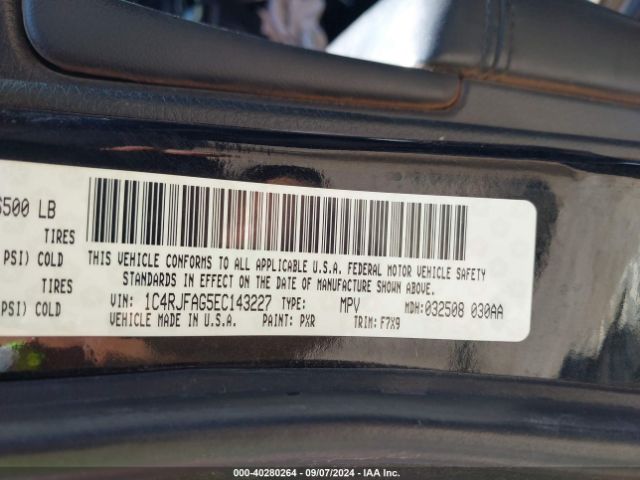 6500 LB
TIRES
PSI) COLD
TIRES
PSI) COLD
THIS VEHICLE CONFORMS TO ALL APPLICABLE U.S.A. FEDERAL MOTOR VEHICLE SAFETY
STANDARDS IN EFFECT ON THE DATE OF MANUFACTURE SHOWN ABOVE.
VIN: 1C4RJFAG5EC143227 TYPE: MPV MDH: 032508 030AA
VEHICLE MADE IN U.S.A. PAINT: PXR TRIM: F7X9
000-40280264 - 09/07/2024 - IAA Inc.